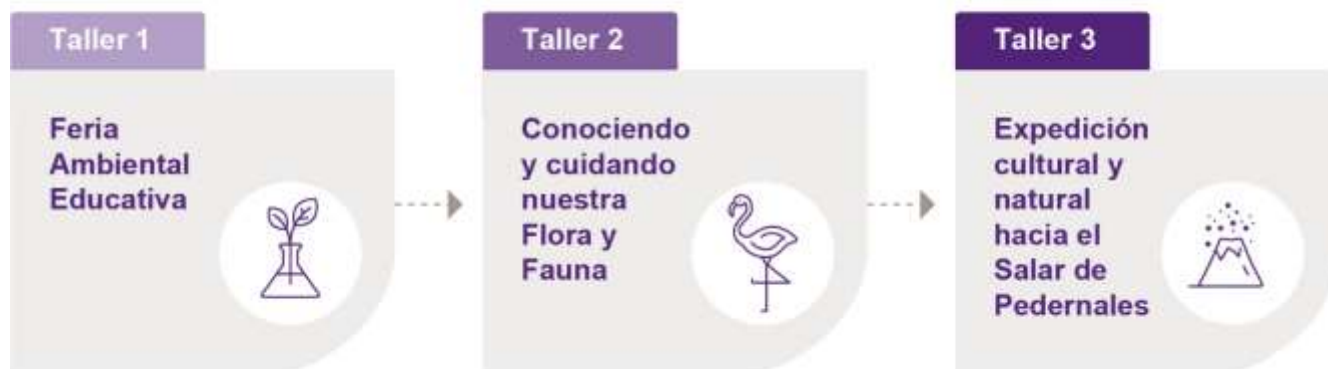 Taller 1
Feria
Ambiental
Educativa
Taller 2
Conociendo
y cuidando
nuestra
Flora y
Fauna
Taller 3
Expedición
cultural y
natural
hacia el
Salar de
Pedernales